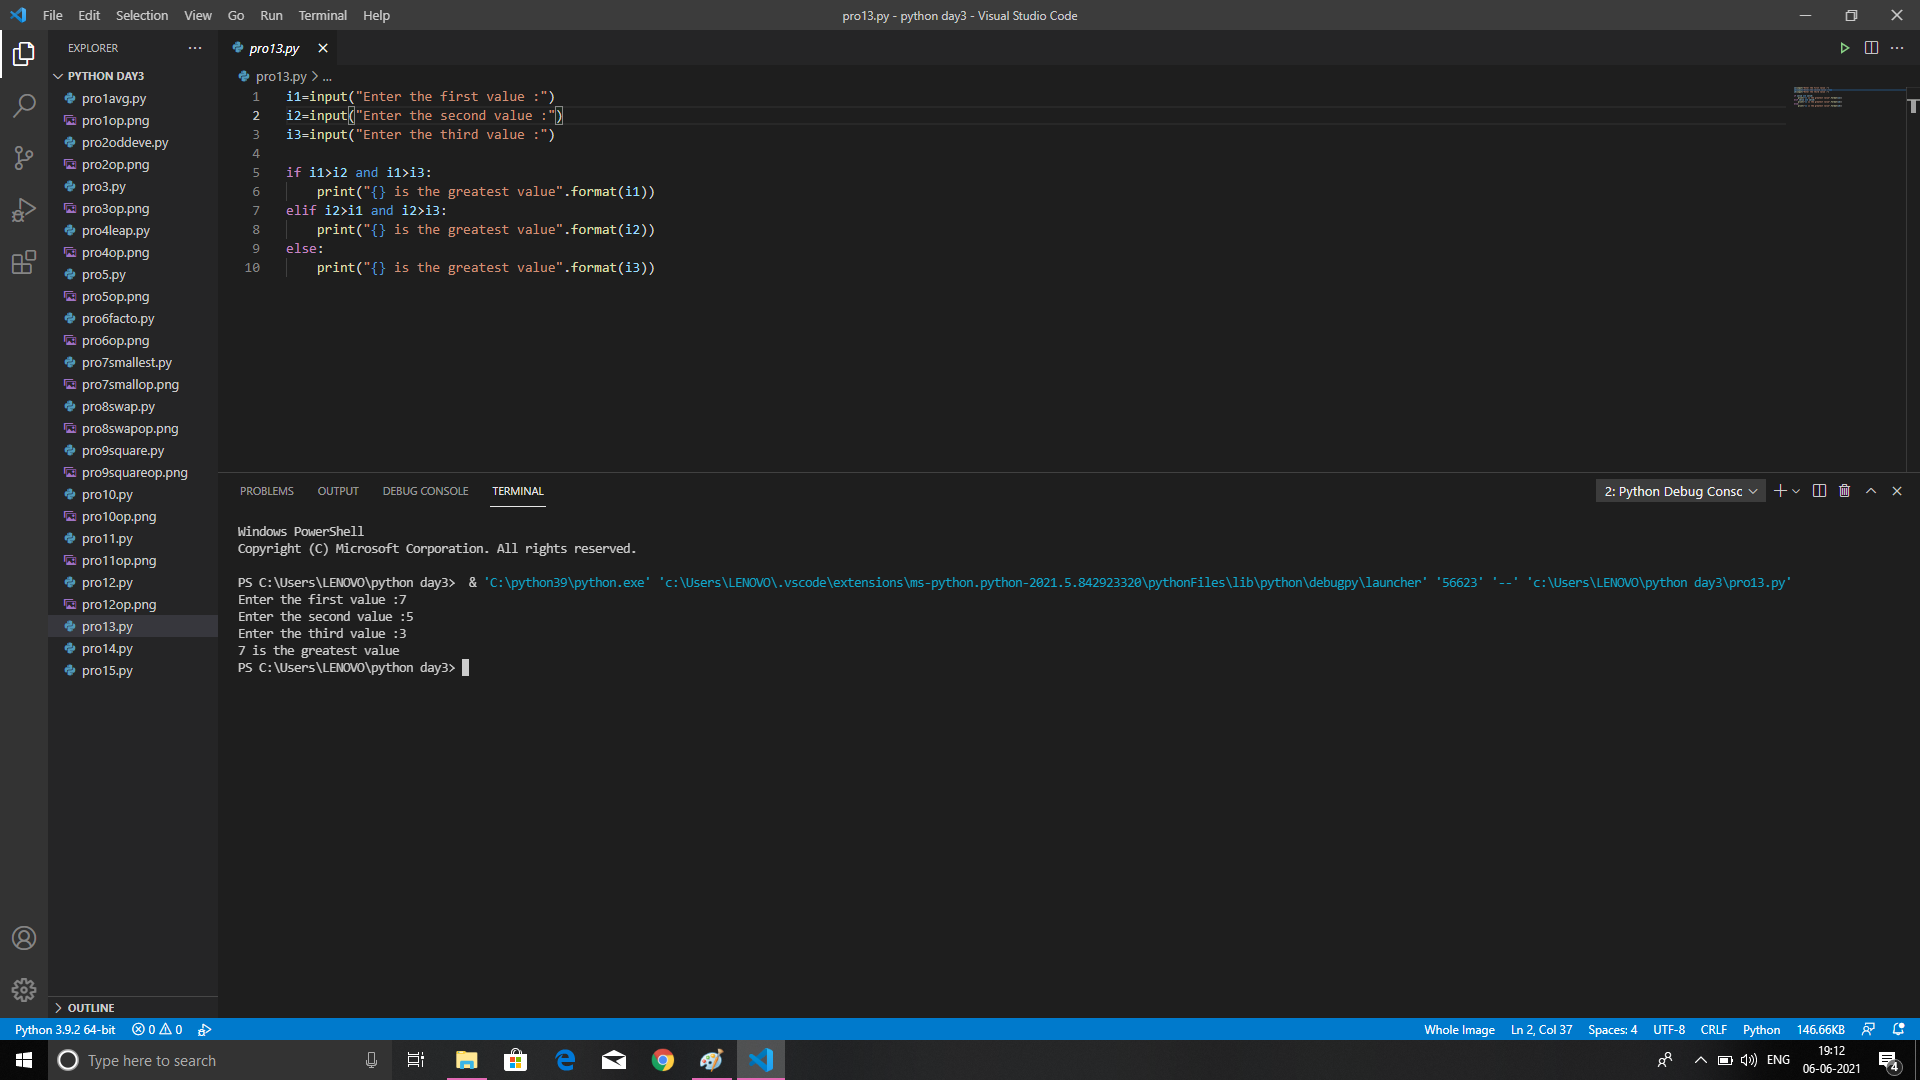 File Edit Selection View Go Run Terminal Help
pro13.py - python day3 - Visual Studio Code
EXPLORER
PYTHON DAY3
pro1avg.py
pro1op.png
pro2oddeve.py
pro2op.png
pro3.py
pro3op.png
pro4leap.py
pro4op.png
pro5.py
pro5op.png
pro6facto.py
pro6op.png
pro7smallest.py
pro7smallop.png
pro8swap.py
pro8swapop.png
pro9square.py
pro9squareop.png
pro10.py
pro10op.png
pro11.py
pro11op.png
pro12.py
pro12op.png
pro13.py
pro14.py
pro15.py
OUTLINE
pro13.py
pro13.py > ...
1 i1=input("Enter the first value :")
2 i2=input("Enter the second value :")
3 i3=input("Enter the third value :")
4
5 if i1>i2 and i1>i3:
6     print("{} is the greatest value".format(i1))
7 elif i2>i1 and i2>i3:
8     print("{} is the greatest value".format(i2))
9 else:
10     print("{} is the greatest value".format(i3))
PROBLEMS OUTPUT DEBUG CONSOLE TERMINAL
2: Python Debug Consc
Windows PowerShell
Copyright (C) Microsoft Corporation. All rights reserved.
PS C:\Users\LENOVO\python day3>  & 'C:\python39\python.exe' 'c:\Users\LENOVO\.vscode\extensions\ms-python.python-2021.5.842923320\pythonFiles\lib\python\debugpy\launcher' '56623' '--' 'c:\Users\LENOVO\python day3\pro13.py'
Enter the first value :7
Enter the second value :5
Enter the third value :3
7 is the greatest value
PS C:\Users\LENOVO\python day3>
Python 3.9.2 64-bit 0 0
Whole Image Ln 2, Col 37 Spaces: 4 UTF-8 CRLF Python 146.66KB
Type here to search
ENG
19:12
06-06-2021
4